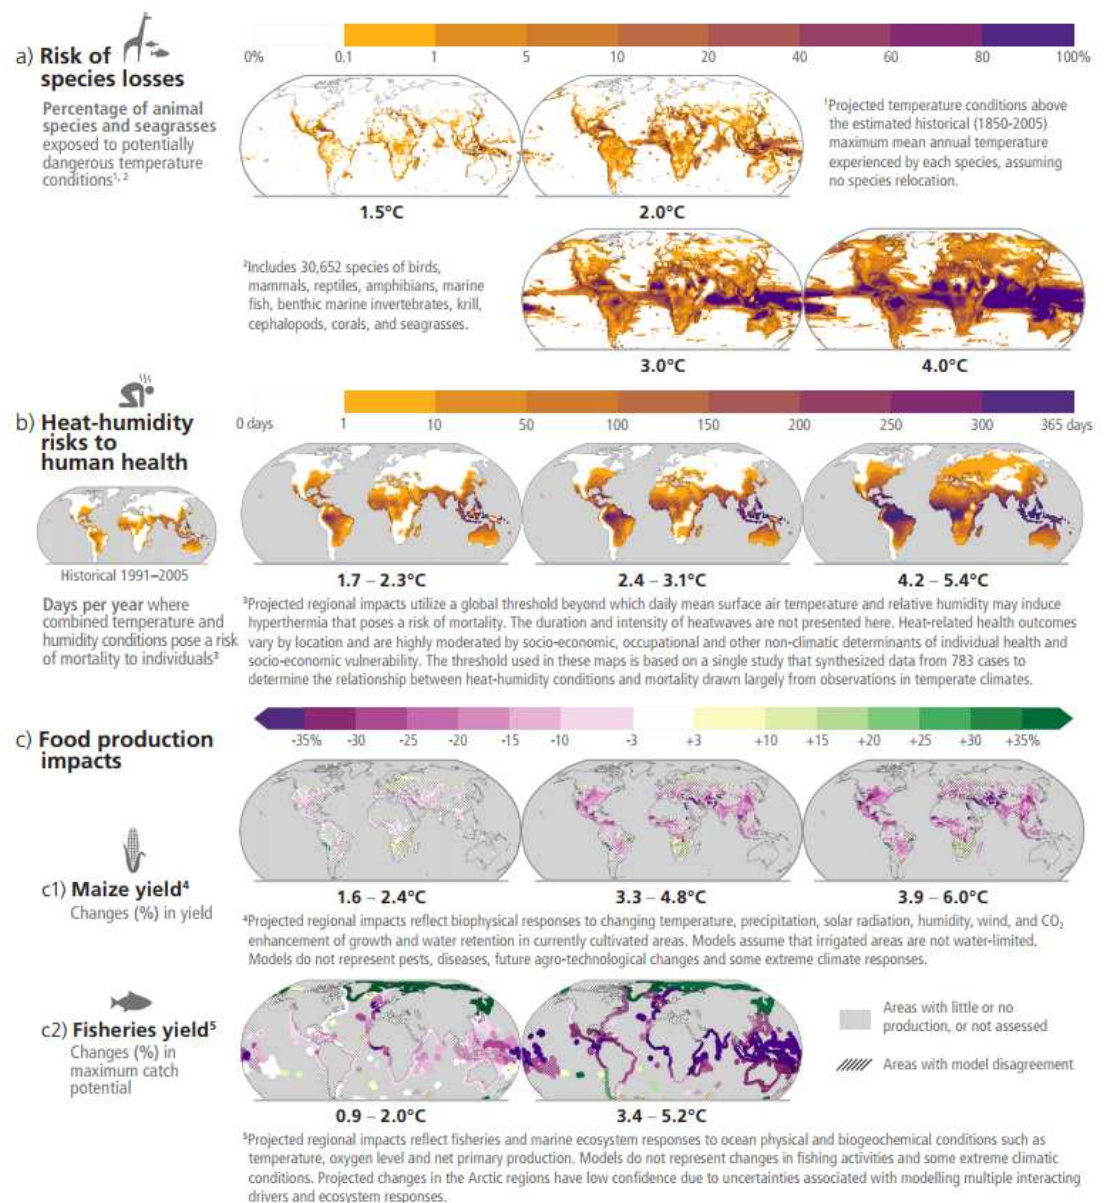 a) Risk of
species losses
Percentage of animal
species and seagrasses
exposed to potentially
dangerous temperature
conditions¹, ²
0% 0.1 1 5 10 20 40 60 80 100%
¹Projected temperature conditions above
the estimated historical (1850-2005)
maximum mean annual temperature
experienced by each species, assuming
no species relocation.
1.5°C 2.0°C
²Includes 30,652 species of birds,
mammals, reptiles, amphibians, marine
fish, benthic marine invertebrates, krill,
cephalopods, corals, and seagrasses.
3.0°C 4.0°C
b) Heat-humidity
risks to
human health
0 days 1 10 50 100 150 200 250 300 365 days
Historical 1991–2005
Days per year where
combined temperature and
humidity conditions pose a risk
of mortality to individuals³
1.7 – 2.3°C 2.4 – 3.1°C 4.2 – 5.4°C
³Projected regional impacts utilize a global threshold beyond which daily mean surface air temperature and relative humidity may induce
hyperthermia that poses a risk of mortality. The duration and intensity of heatwaves are not presented here. Heat-related health outcomes
vary by location and are highly moderated by socio-economic, occupational and other non-climatic determinants of individual health and
socio-economic vulnerability. The threshold used in these maps is based on a single study that synthesized data from 783 cases to
determine the relationship between heat-humidity conditions and mortality drawn largely from observations in temperate climates.
c) Food production
impacts
-35% -30 -25 -20 -15 -10 -3 +3 +10 +15 +20 +25 +30 +35%
c1) Maize yield⁴
Changes (%) in yield
1.6 – 2.4°C 3.3 – 4.8°C 3.9 – 6.0°C
⁴Projected regional impacts reflect biophysical responses to changing temperature, precipitation, solar radiation, humidity, wind, and CO₂
enhancement of growth and water retention in currently cultivated areas. Models assume that irrigated areas are not water-limited.
Models do not represent pests, diseases, future agro-technological changes and some extreme climate responses.
c2) Fisheries yield⁵
Changes (%) in
maximum catch
potential
Areas with little or no
production, or not assessed
Areas with model disagreement
0.9 – 2.0°C 3.4 – 5.2°C
⁵Projected regional impacts reflect fisheries and marine ecosystem responses to ocean physical and biogeochemical conditions such as
temperature, oxygen level and net primary production. Models do not represent changes in fishing activities and some extreme climatic
conditions. Projected changes in the Arctic regions have low confidence due to uncertainties associated with modelling multiple interacting
drivers and ecosystem responses.